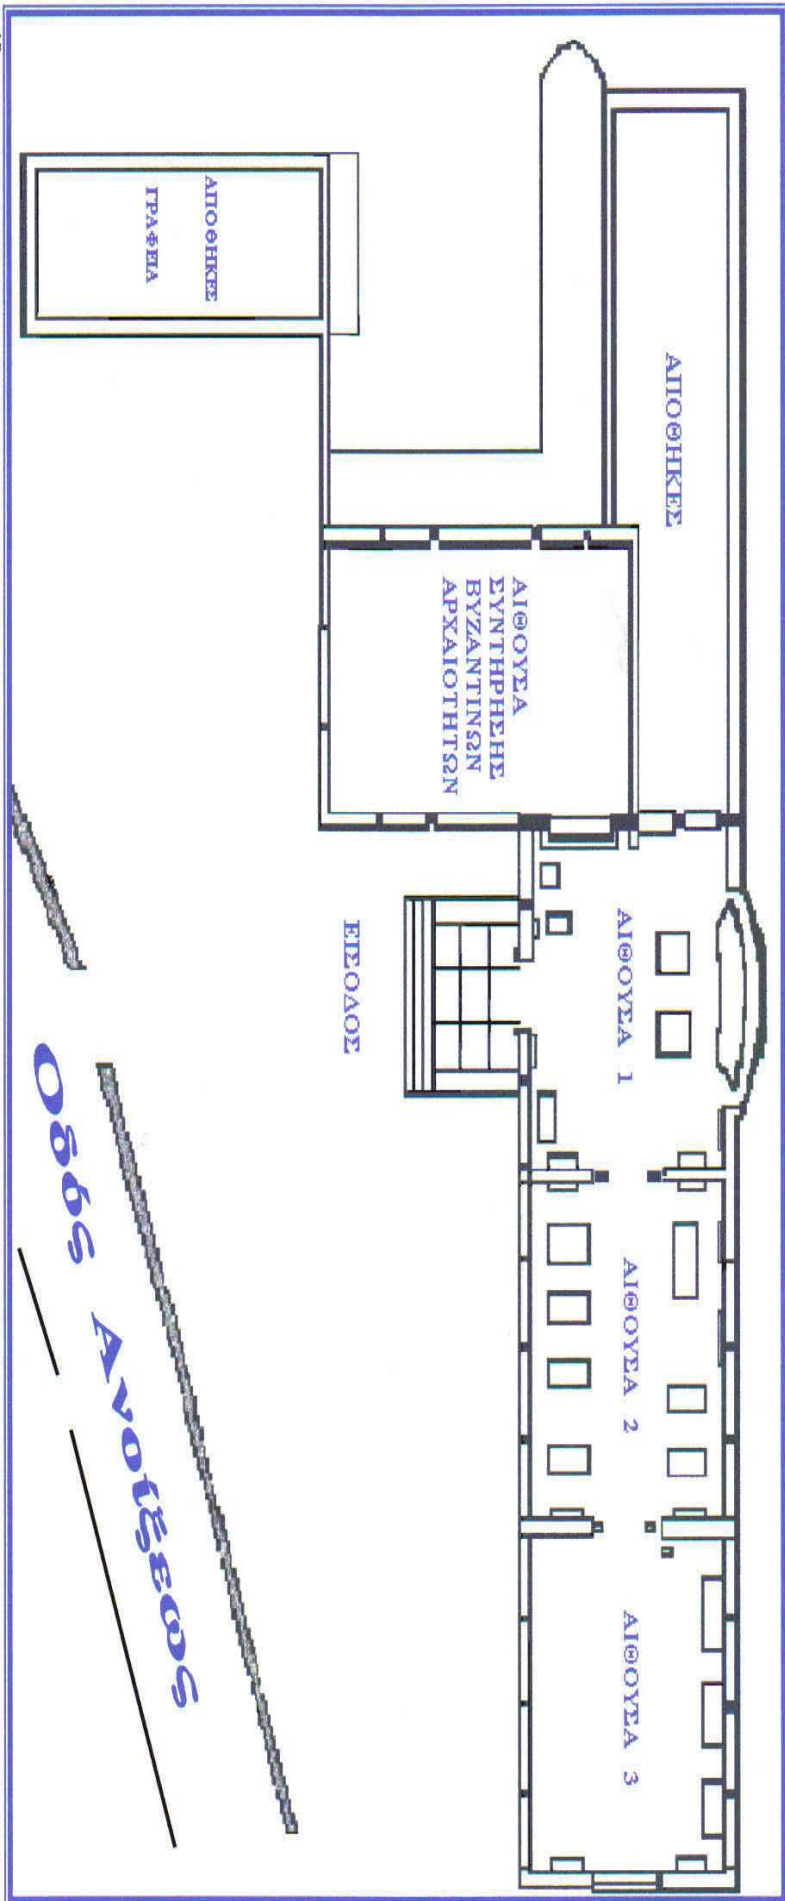 ΑΠΟΘΗΚΕΣ
ΑΠΟΘΗΚΕΣ
ΓΡΑΦΕΙΑ
ΑΙΘΟΥΣΑ
ΣΥΝΤΗΡΗΣΗΣ
ΒΥΖΑΝΤΙΝΩΝ
ΑΡΧΑΙΟΤΗΤΩΝ
ΑΙΘΟΥΣΑ 1
ΑΙΘΟΥΣΑ 2
ΑΙΘΟΥΣΑ 3
ΕΙΣΟΔΟΣ
Οδός Ανοίξεως